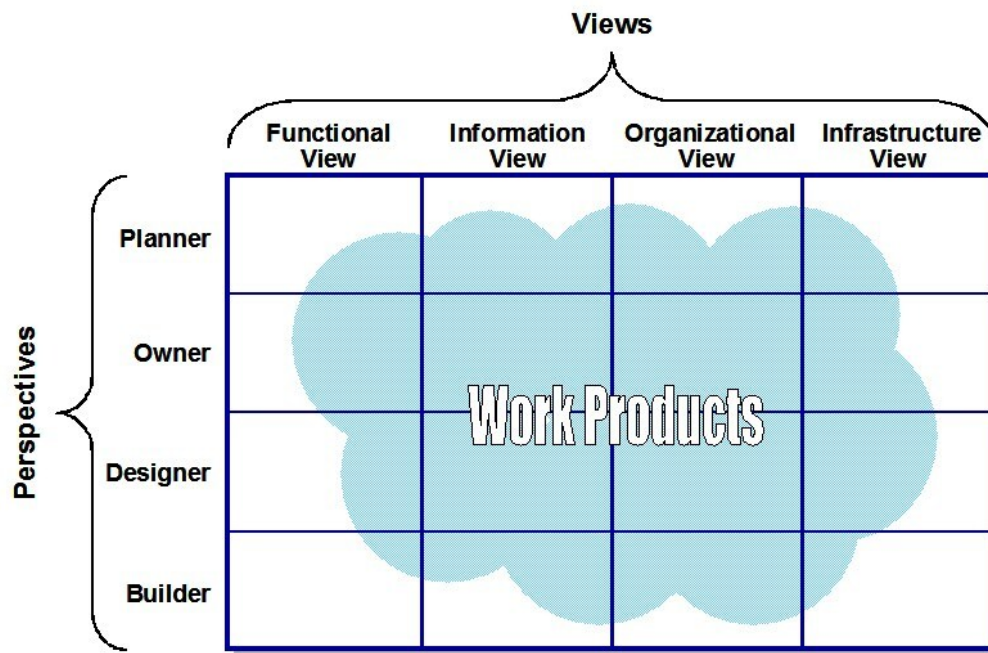 Views
Functional View
Information View
Organizational View
Infrastructure View
Planner
Owner
Work Products
Designer
Builder
Perspectives